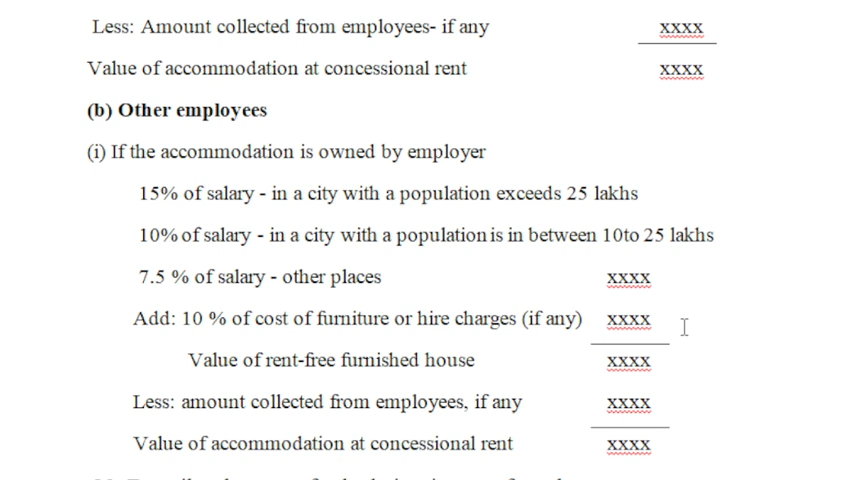 Less: Amount collected from employees- if any xxxx
Value of accommodation at concessional rent xxxx
(b) Other employees
(i) If the accommodation is owned by employer
15% of salary - in a city with a population exceeds 25 lakhs
10% of salary - in a city with a population is in between 10to 25 lakhs
7.5 % of salary - other places xxxx
Add: 10 % of cost of furniture or hire charges (if any) xxxx
Value of rent-free furnished house xxxx
Less: amount collected from employees, if any xxxx
Value of accommodation at concessional rent xxxx